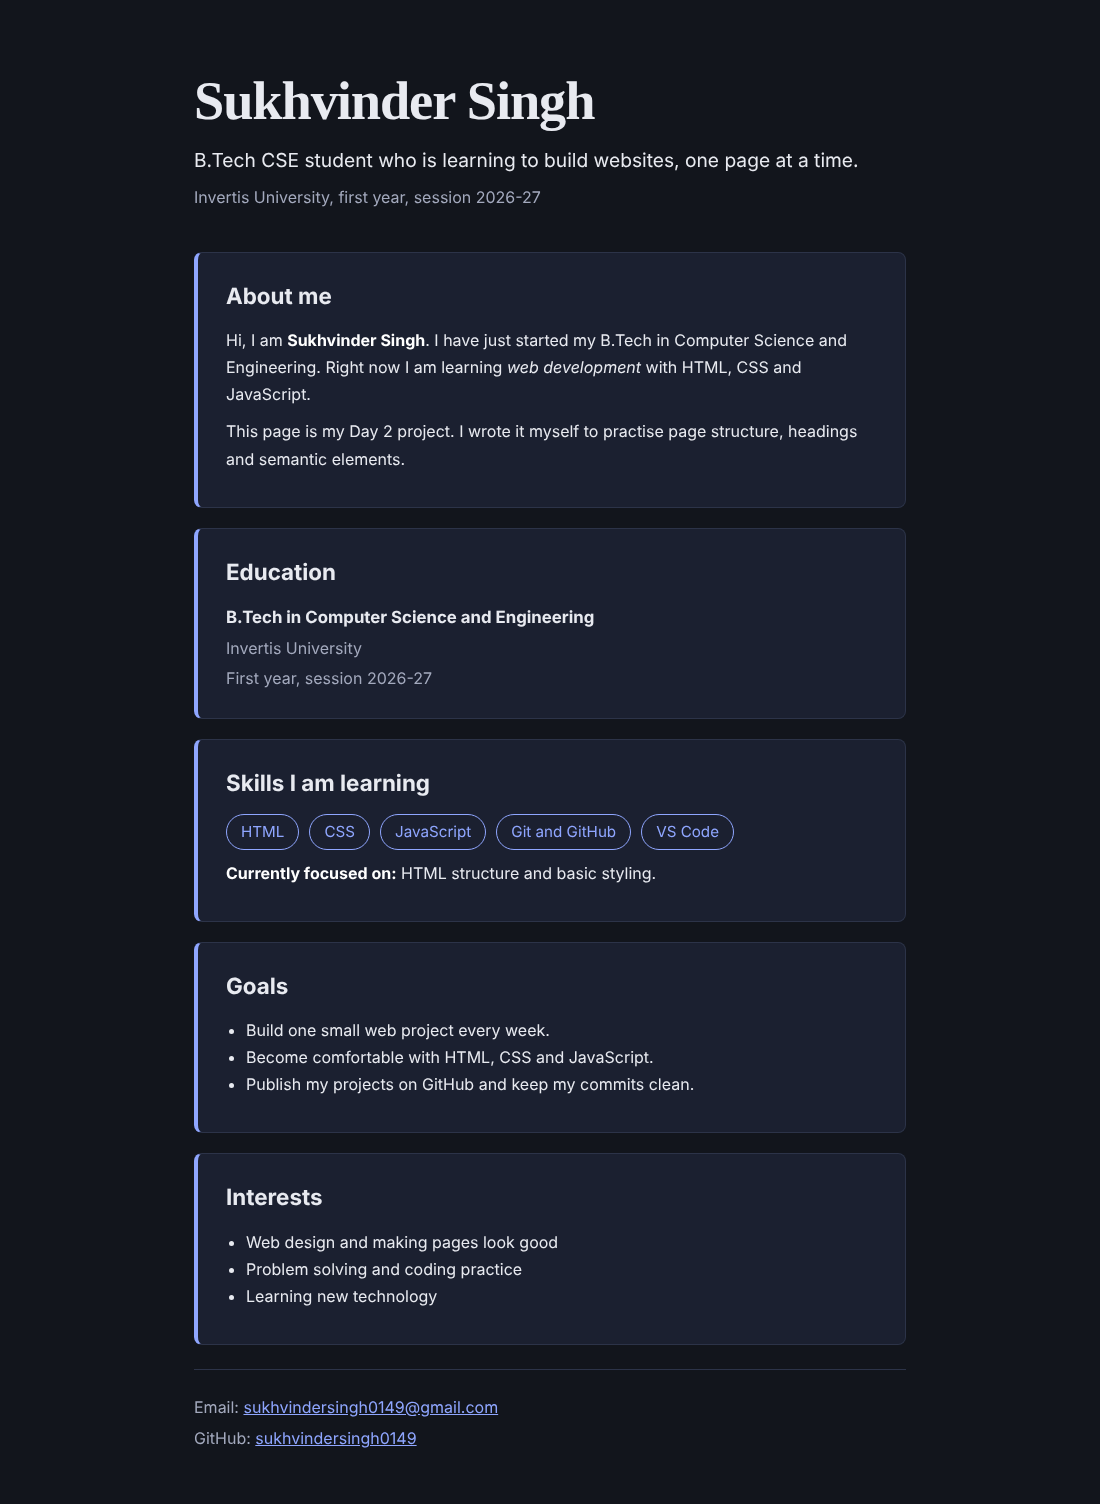 Sukhvinder Singh
B.Tech CSE student who is learning to build websites, one page at a time.
Invertis University, first year, session 2026-27
About me
Hi, I am Sukhvinder Singh. I have just started my B.Tech in Computer Science and
Engineering. Right now I am learning web development with HTML, CSS and
JavaScript.
This page is my Day 2 project. I wrote it myself to practise page structure, headings
and semantic elements.
Education
B.Tech in Computer Science and Engineering
Invertis University
First year, session 2026-27
Skills I am learning
HTML CSS JavaScript Git and GitHub VS Code
Currently focused on: HTML structure and basic styling.
Goals
• Build one small web project every week.
• Become comfortable with HTML, CSS and JavaScript.
• Publish my projects on GitHub and keep my commits clean.
Interests
• Web design and making pages look good
• Problem solving and coding practice
• Learning new technology
Email: sukhvindersingh0149@gmail.com
GitHub: sukhvindersingh0149